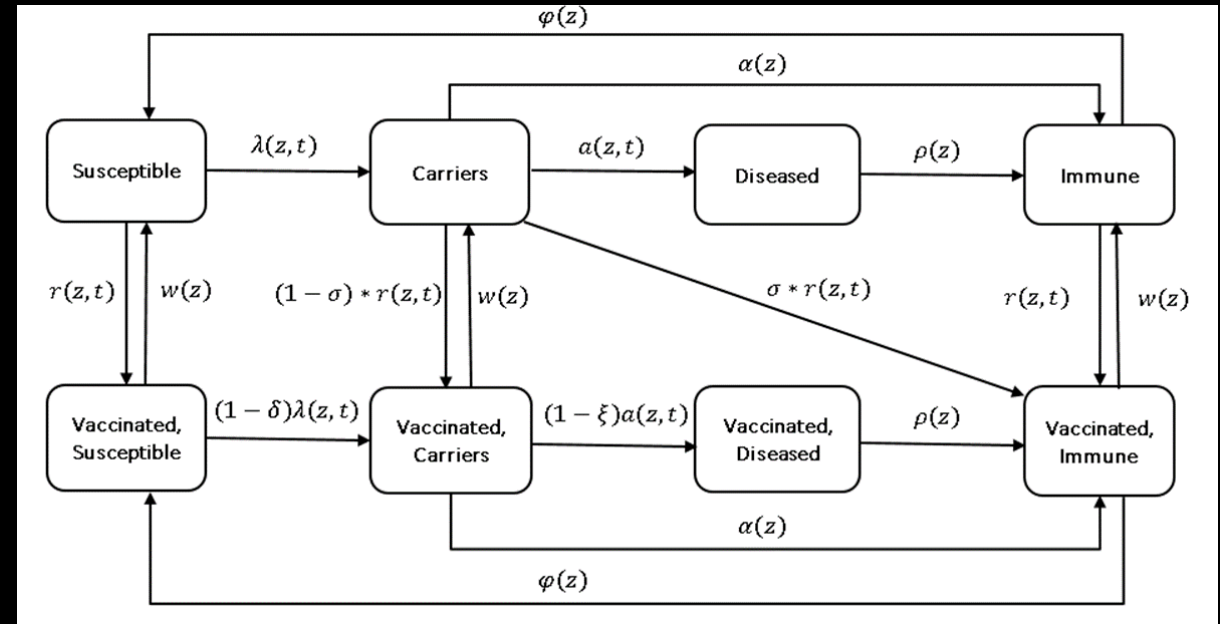 φ(z)
α(z)
λ(z,t)
a(z,t)
ρ(z)
Susceptible
Carriers
Diseased
Immune
r(z,t)
w(z)
(1 − σ) ∗ r(z,t)
w(z)
σ ∗ r(z,t)
r(z,t)
w(z)
(1 − δ)λ(z,t)
(1 − ξ)a(z,t)
ρ(z)
Vaccinated,
Susceptible
Vaccinated,
Carriers
Vaccinated,
Diseased
Vaccinated,
Immune
α(z)
φ(z)